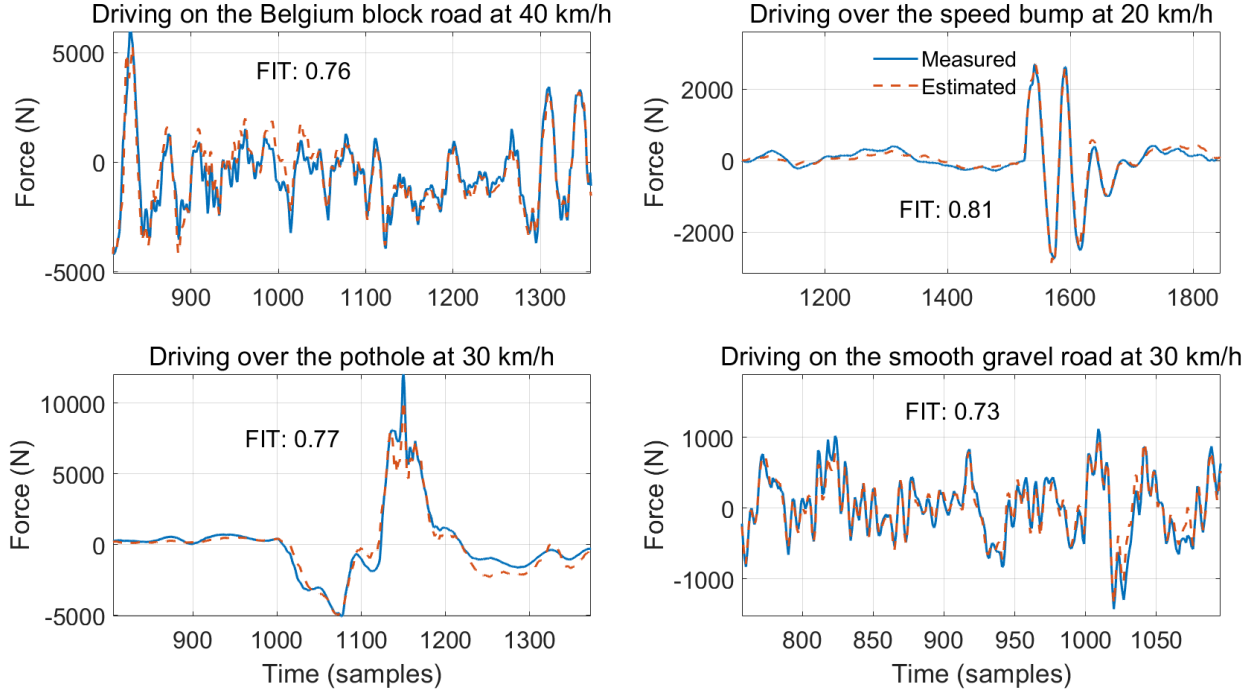 Driving on the Belgium block road at 40 km/h
FIT: 0.76
Force (N)
5000
0
-5000
900
1000
1100
1200
1300
Driving over the speed bump at 20 km/h
Measured
Estimated
FIT: 0.81
Force (N)
2000
0
-2000
1200
1400
1600
1800
Driving over the pothole at 30 km/h
FIT: 0.77
Force (N)
10000
5000
0
-5000
900
1000
1100
1200
1300
Time (samples)
Driving on the smooth gravel road at 30 km/h
FIT: 0.73
Force (N)
1000
0
-1000
800
850
900
950
1000
1050
Time (samples)